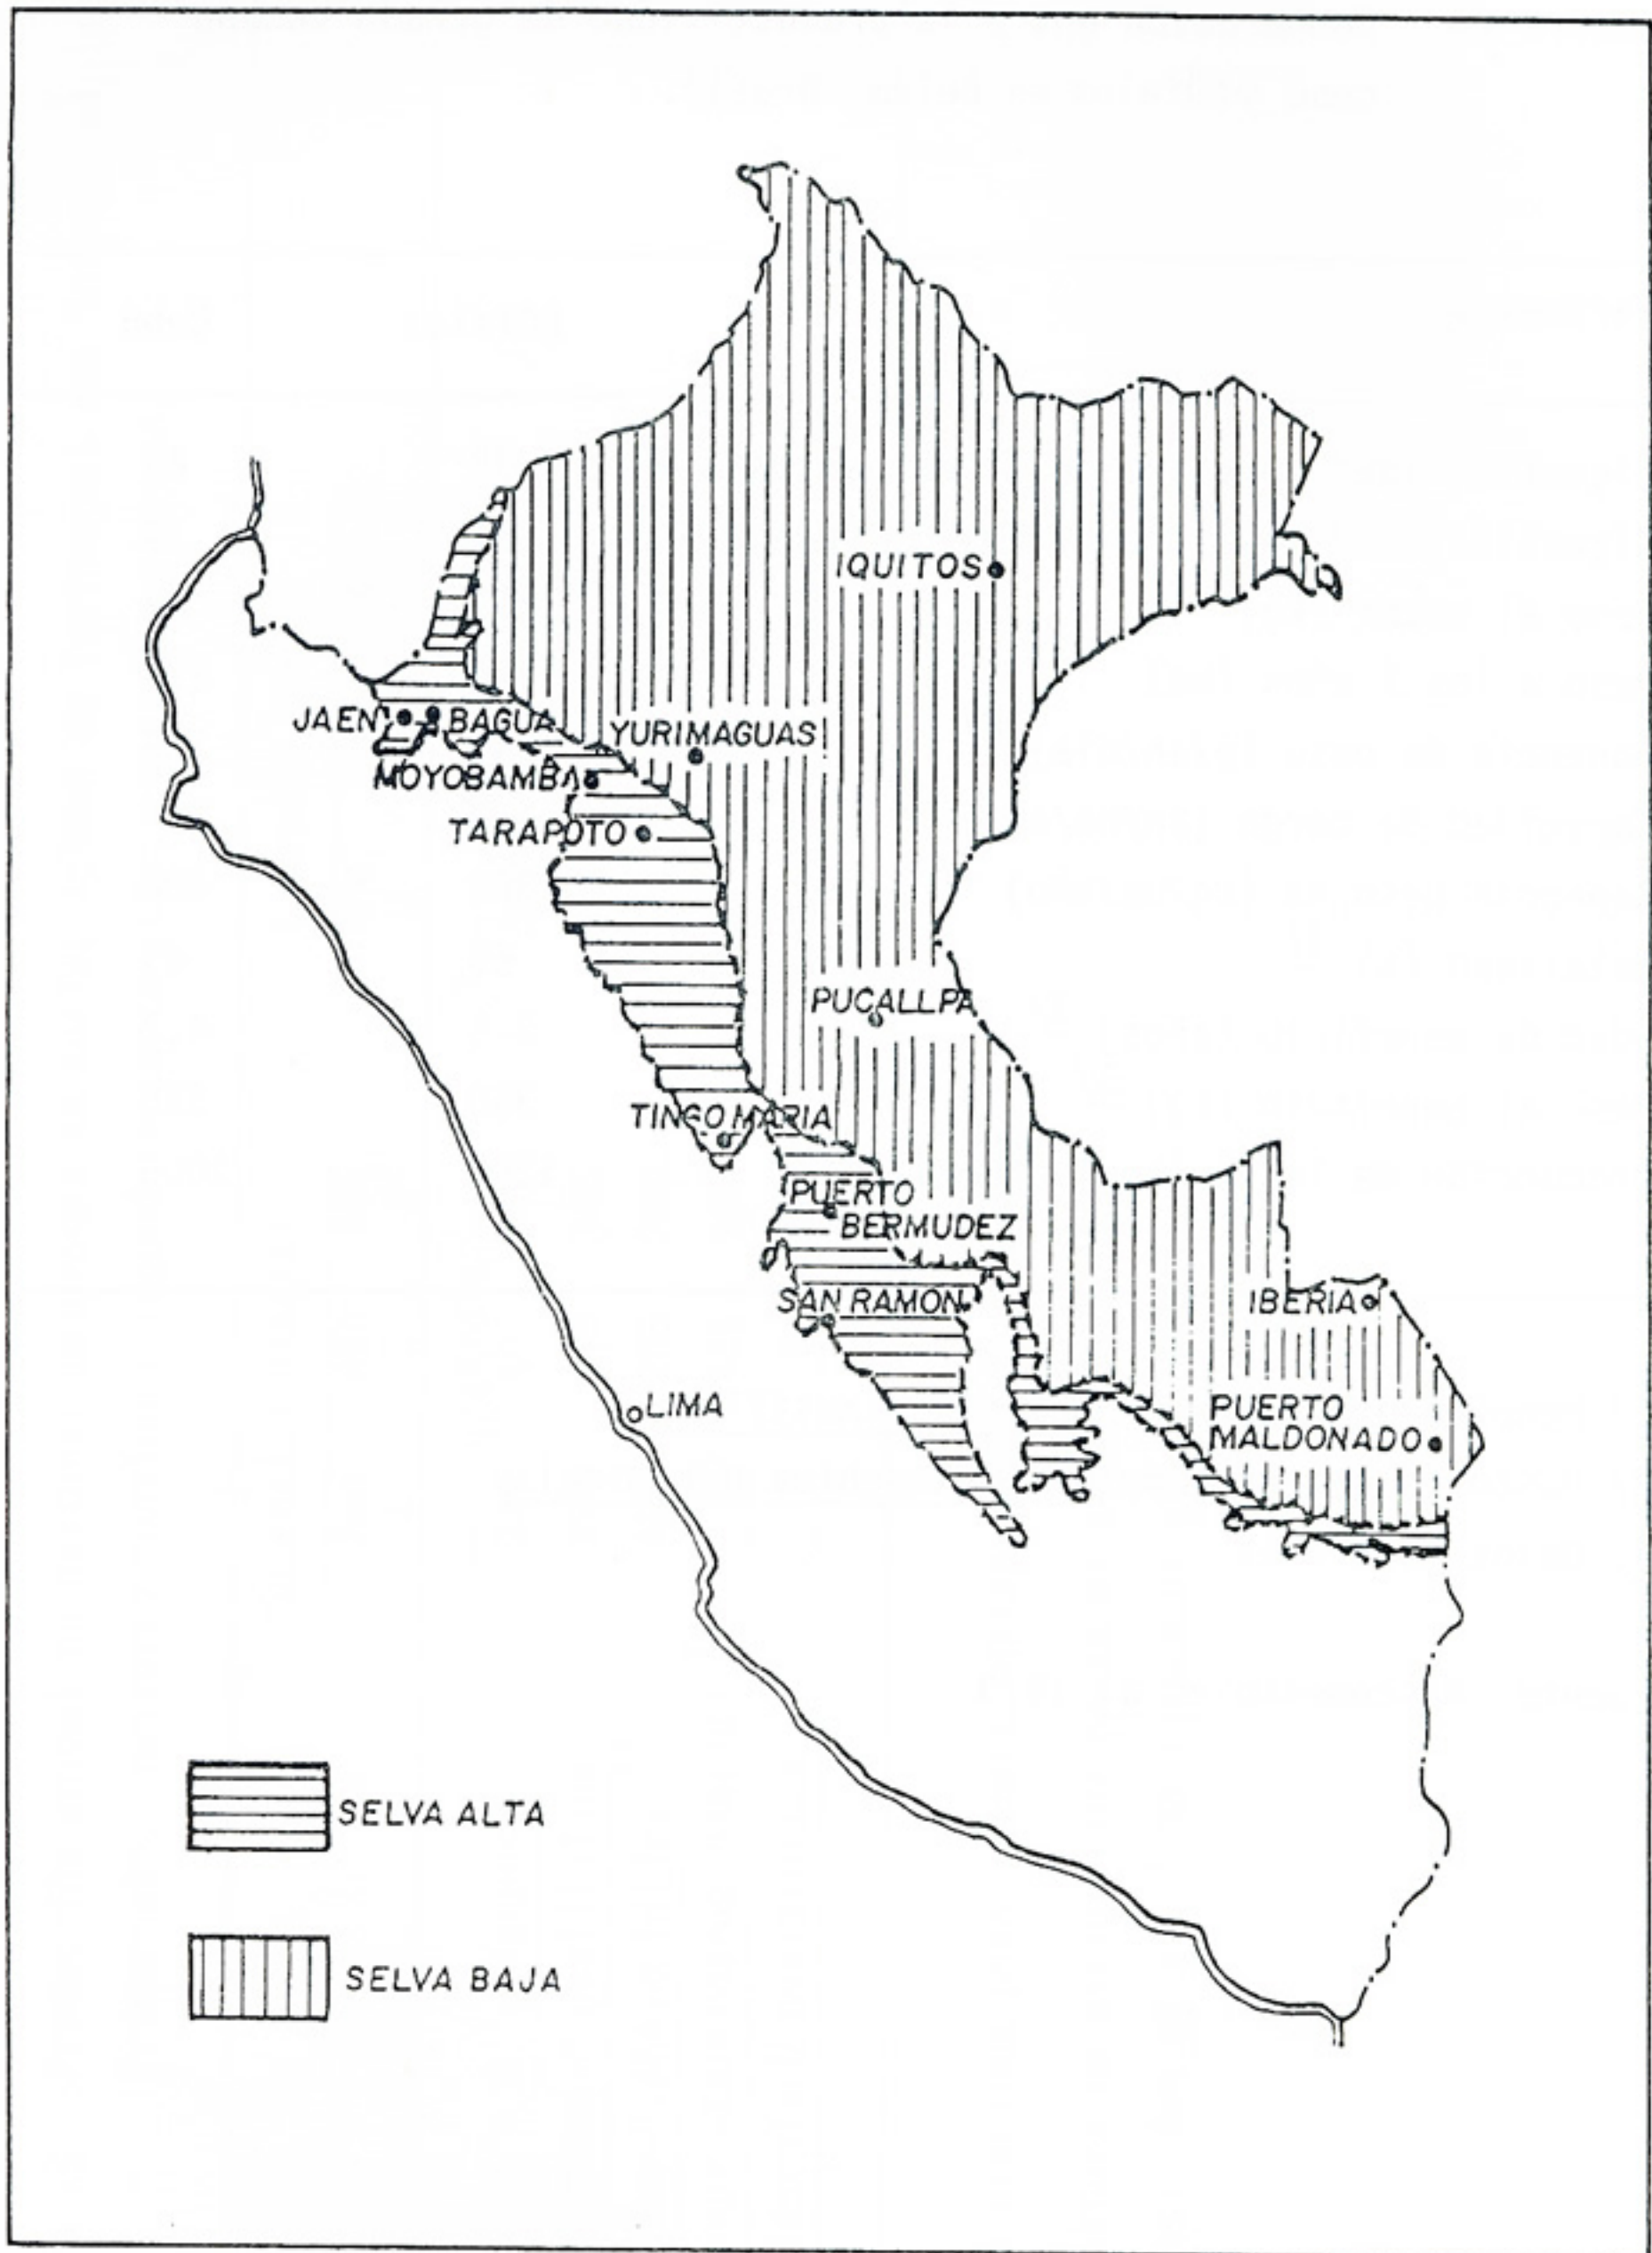 IQUITOS
JAEN
BAGUA
YURIMAGUAS
MOYOBAMBA
TARAPOTO
PUCALLPA
TINGO MARIA
PUERTO
BERMUDEZ
SAN RAMON
IBERIA
LIMA
PUERTO
MALDONADO
SELVA ALTA
SELVA BAJA